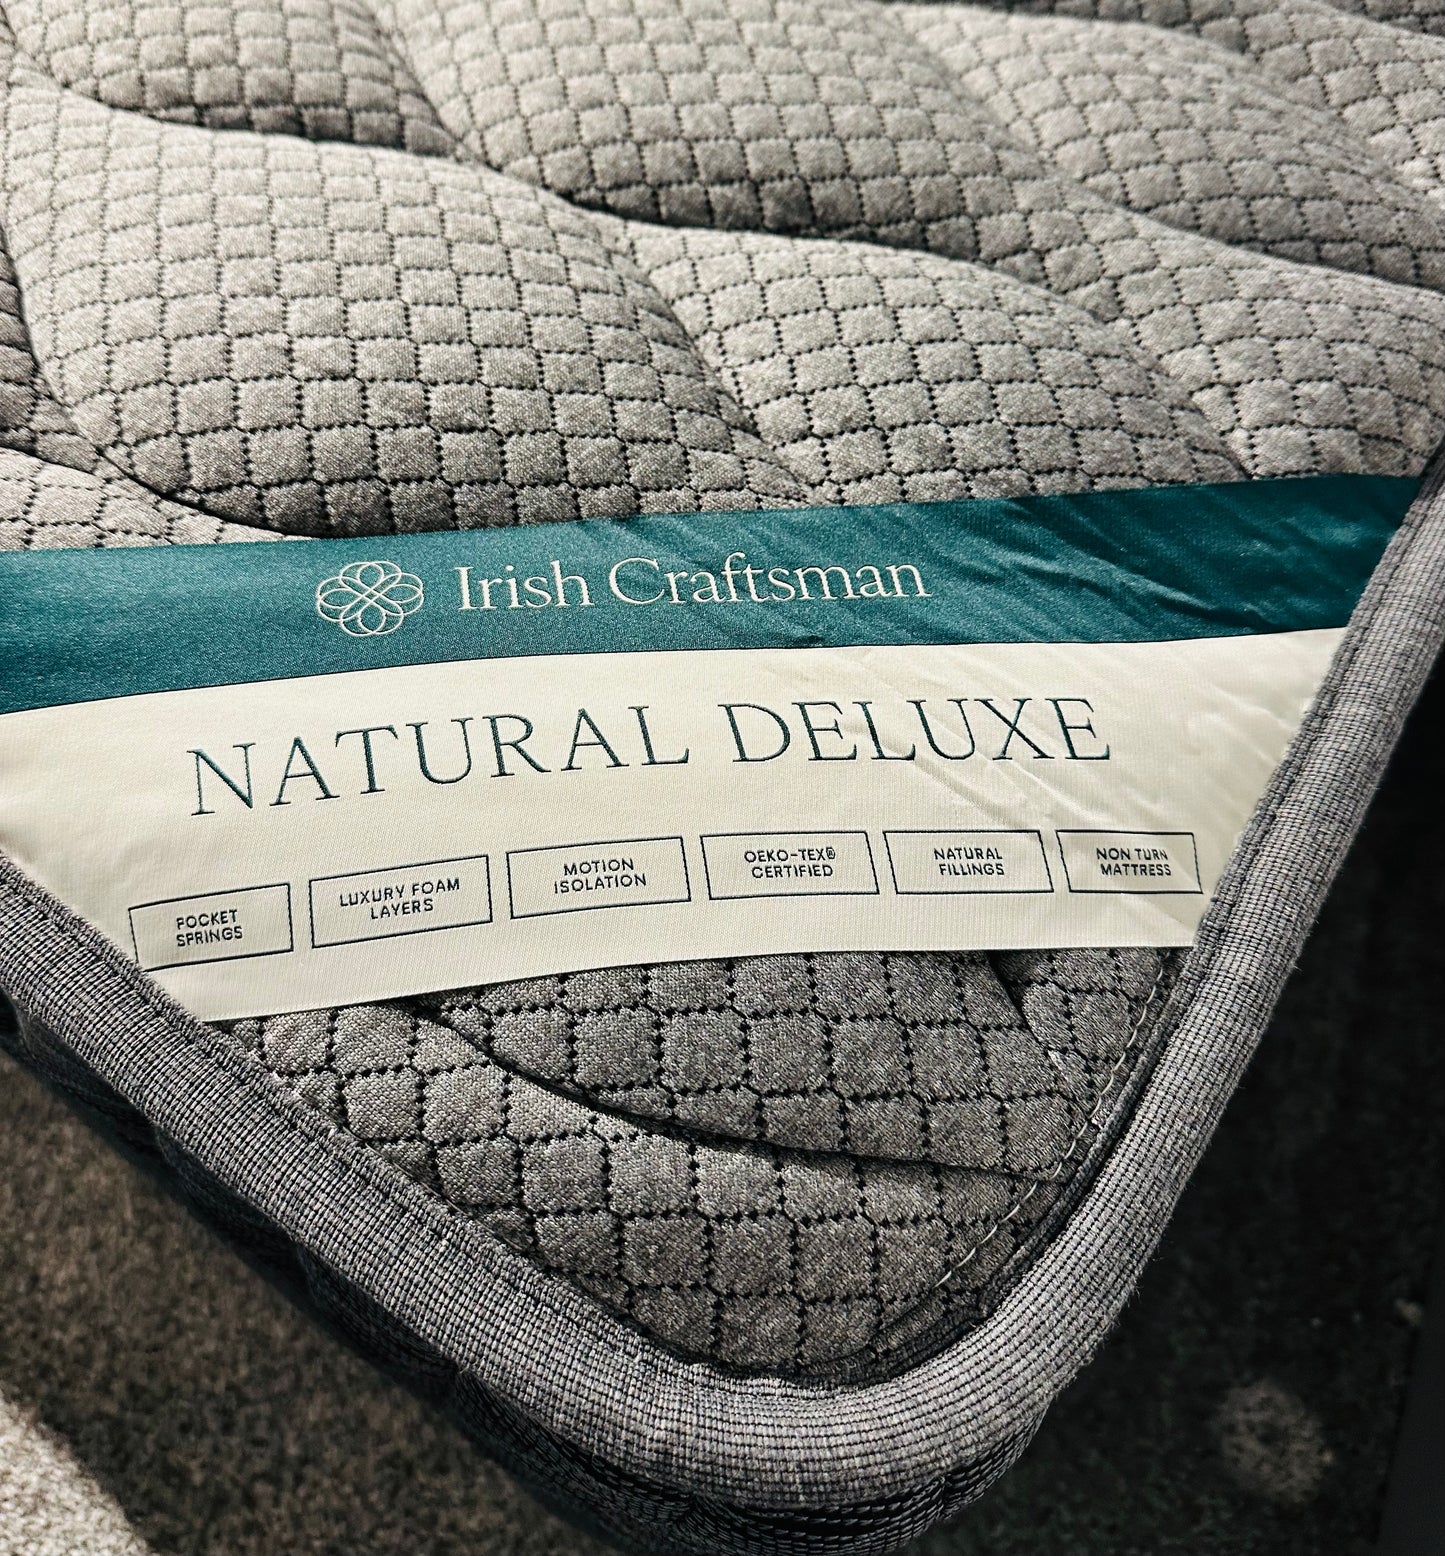 Irish Craftsman
NATURAL DELUXE
POCKET
SPRINGS
LUXURY FOAM
LAYERS
MOTION
ISOLATION
OEKO-TEX®
CERTIFIED
NATURAL
FILLINGS
NON TURN
MATTRESS